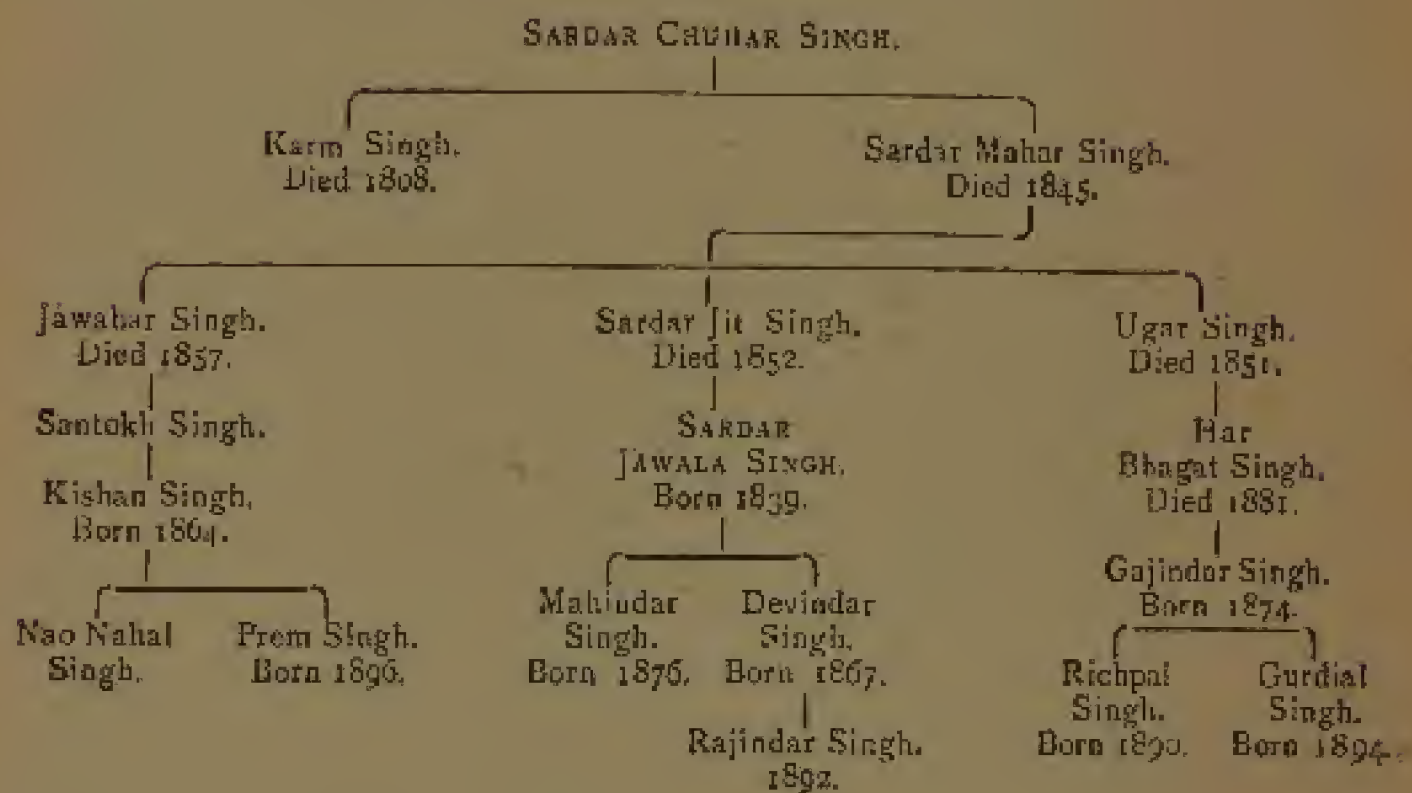 SARDAR CHUHAR SINGH.
Karm Singh.
Died 1808.
Sardar Mahar Singh.
Died 1845.
Jáwahar Singh.
Died 1857.
Sardar Jit Singh.
Died 1852.
Ugar Singh.
Died 1851.
Santokh Singh.
SARDAR
JAWALA SINGH.
Born 1839.
Har
Bhagat Singh.
Died 1881.
Kishan Singh.
Born 1864.
Gajindar Singh.
Born 1874.
Nao Nahal
Singh.
Prem Singh.
Born 1896.
Mahindar
Singh.
Born 1876.
Devindar
Singh.
Born 1867.
Richpal
Singh.
Born 1890.
Gurdial
Singh.
Born 1894.
Rajindar Singh.
1892.